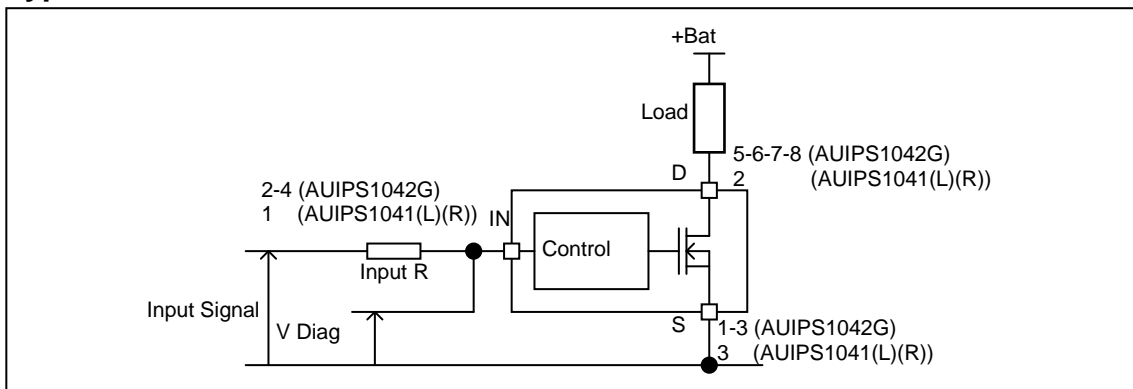 +Bat
Load
5-6-7-8 (AUIPS1042G)
D
2 (AUIPS1041(L)(R))
2-4 (AUIPS1042G)
1 (AUIPS1041(L)(R))
IN
Control
Input R
Input Signal
V Diag
S
1-3 (AUIPS1042G)
3 (AUIPS1041(L)(R))